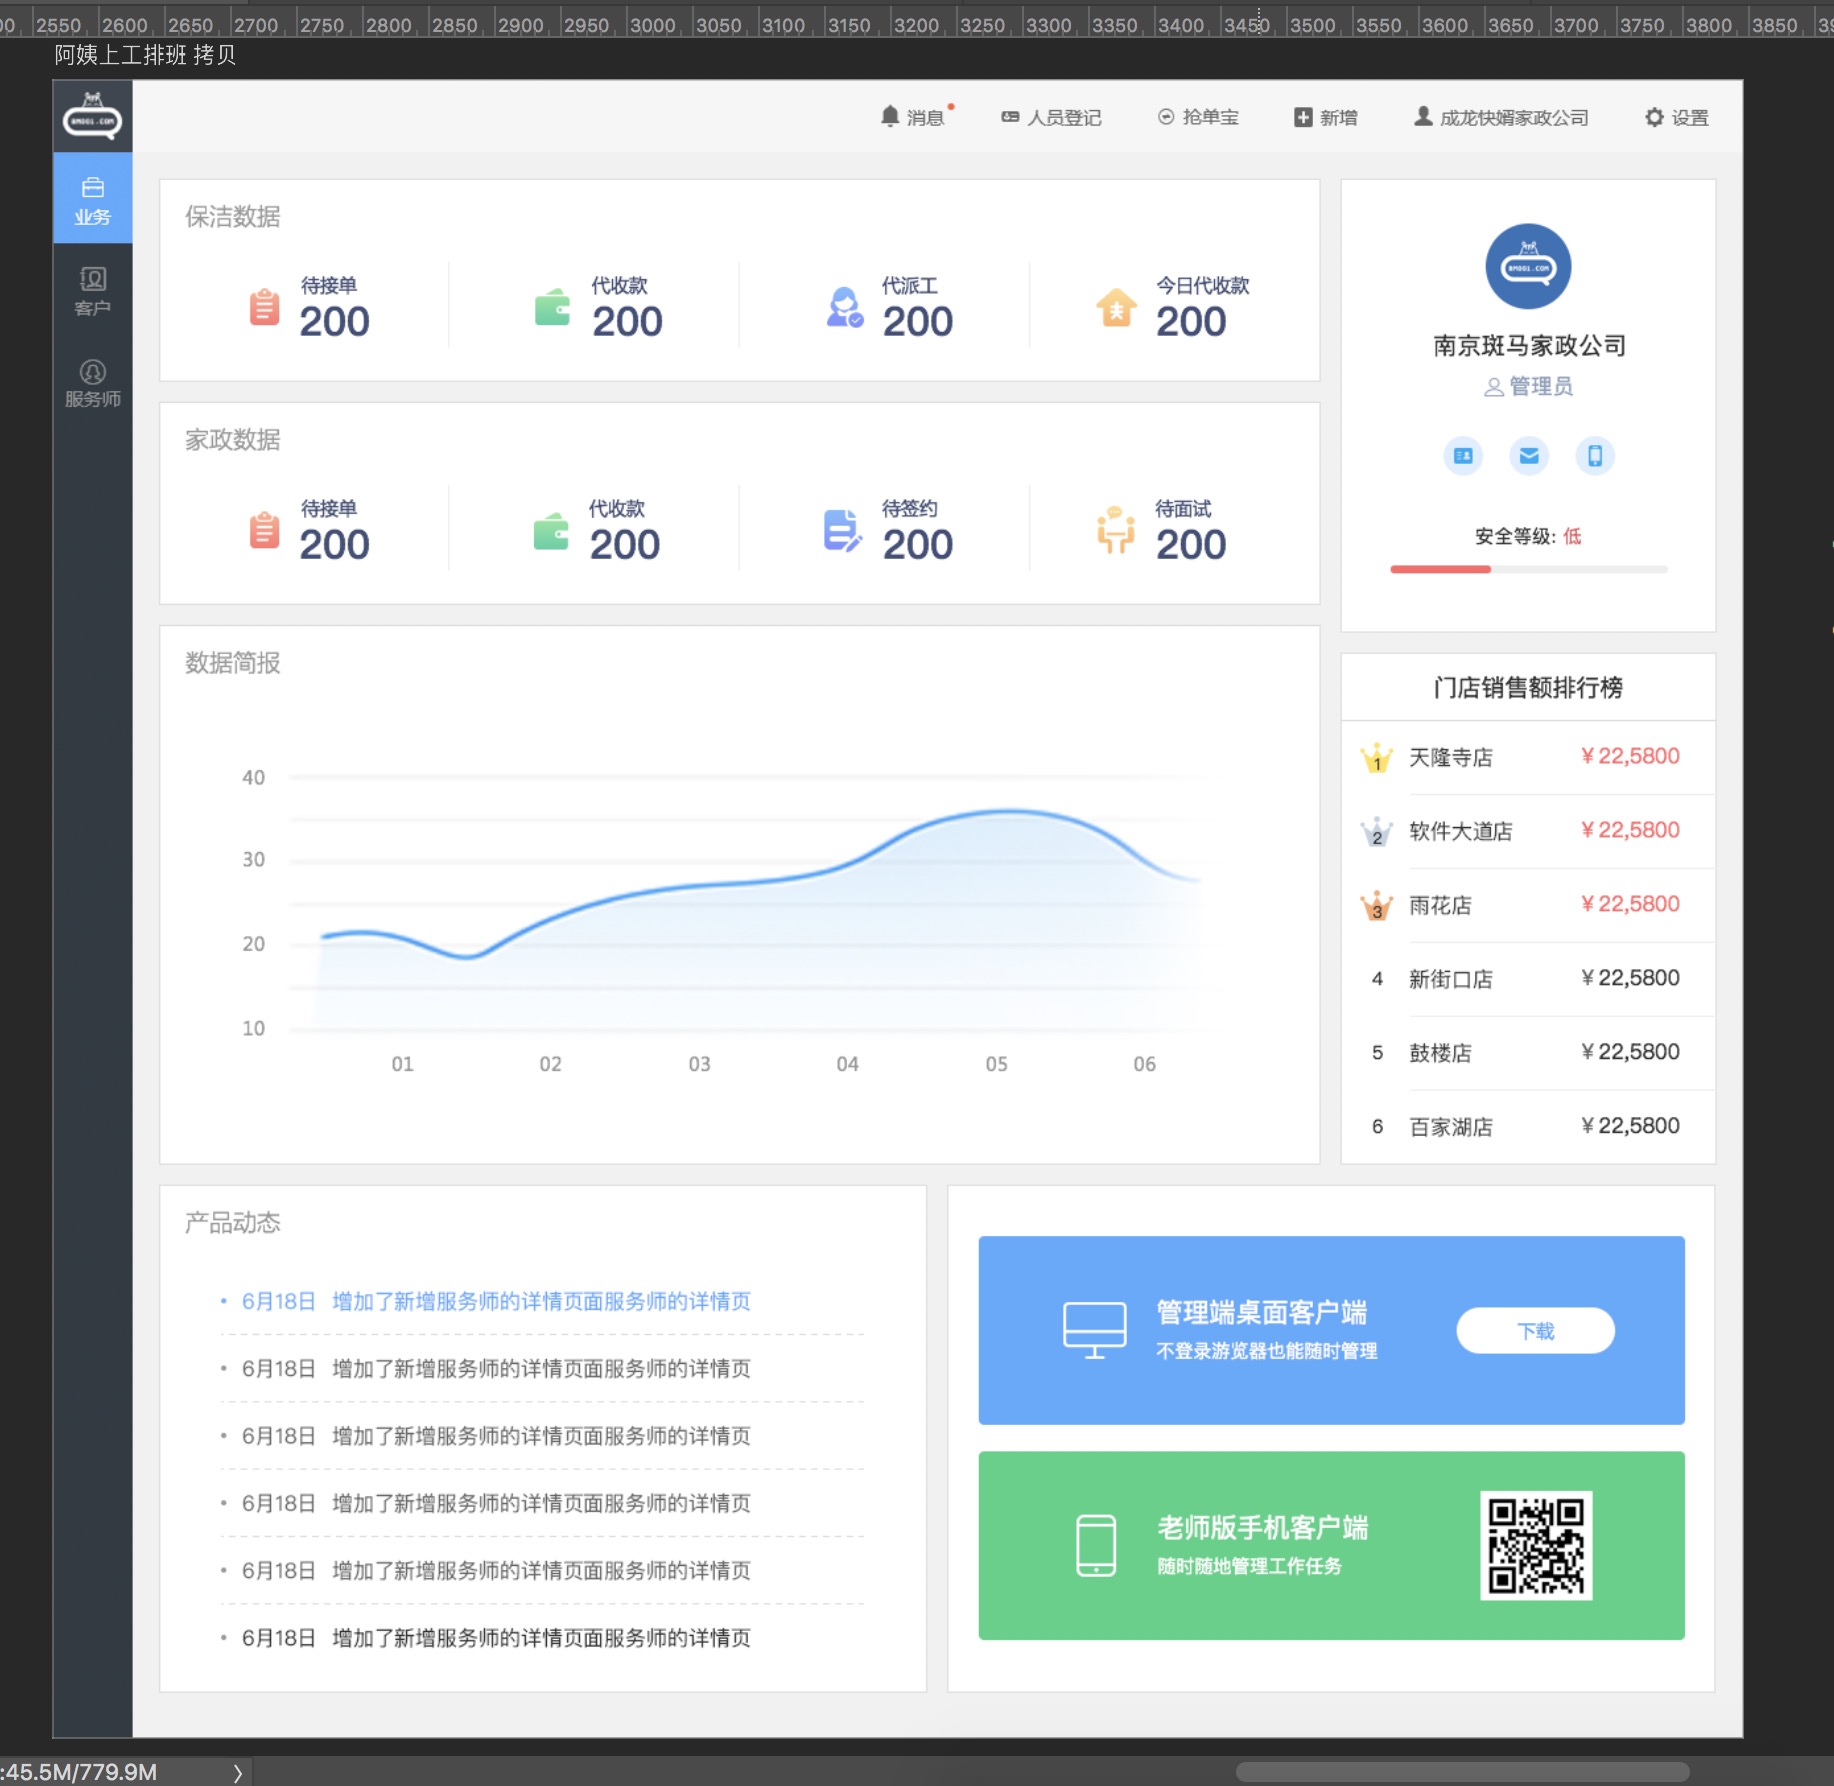 2550 2600 2650 2700 2750 2800 2850 2900 2950 3000 3050 3100 3150 3200 3250 3300 3350 3400 3450 3500 3550 3600 3650 3700 3750 3800 3850
阿姨上工排班 拷贝
BM001.COM
消息 人员登记 抢单宝 新增 成龙快婿家政公司 设置
业务
客户
服务师
保洁数据
待接单 代收款 代派工 今日代收款
200 200 200 200
家政数据
待接单 代收款 待签约 待面试
200 200 200 200
数据简报
40
30
20
10
01 02 03 04 05 06
BM001.COM
南京斑马家政公司
管理员
安全等级: 低
门店销售额排行榜
1 天隆寺店 ¥ 22,5800
2 软件大道店 ¥ 22,5800
3 雨花店 ¥ 22,5800
4 新街口店 ¥ 22,5800
5 鼓楼店 ¥ 22,5800
6 百家湖店 ¥ 22,5800
产品动态
• 6月18日 增加了新增服务师的详情页面服务师的详情页
• 6月18日 增加了新增服务师的详情页面服务师的详情页
• 6月18日 增加了新增服务师的详情页面服务师的详情页
• 6月18日 增加了新增服务师的详情页面服务师的详情页
• 6月18日 增加了新增服务师的详情页面服务师的详情页
• 6月18日 增加了新增服务师的详情页面服务师的详情页
管理端桌面客户端
不登录游览器也能随时管理
下载
老师版手机客户端
随时随地管理工作任务
:45.5M/779.9M